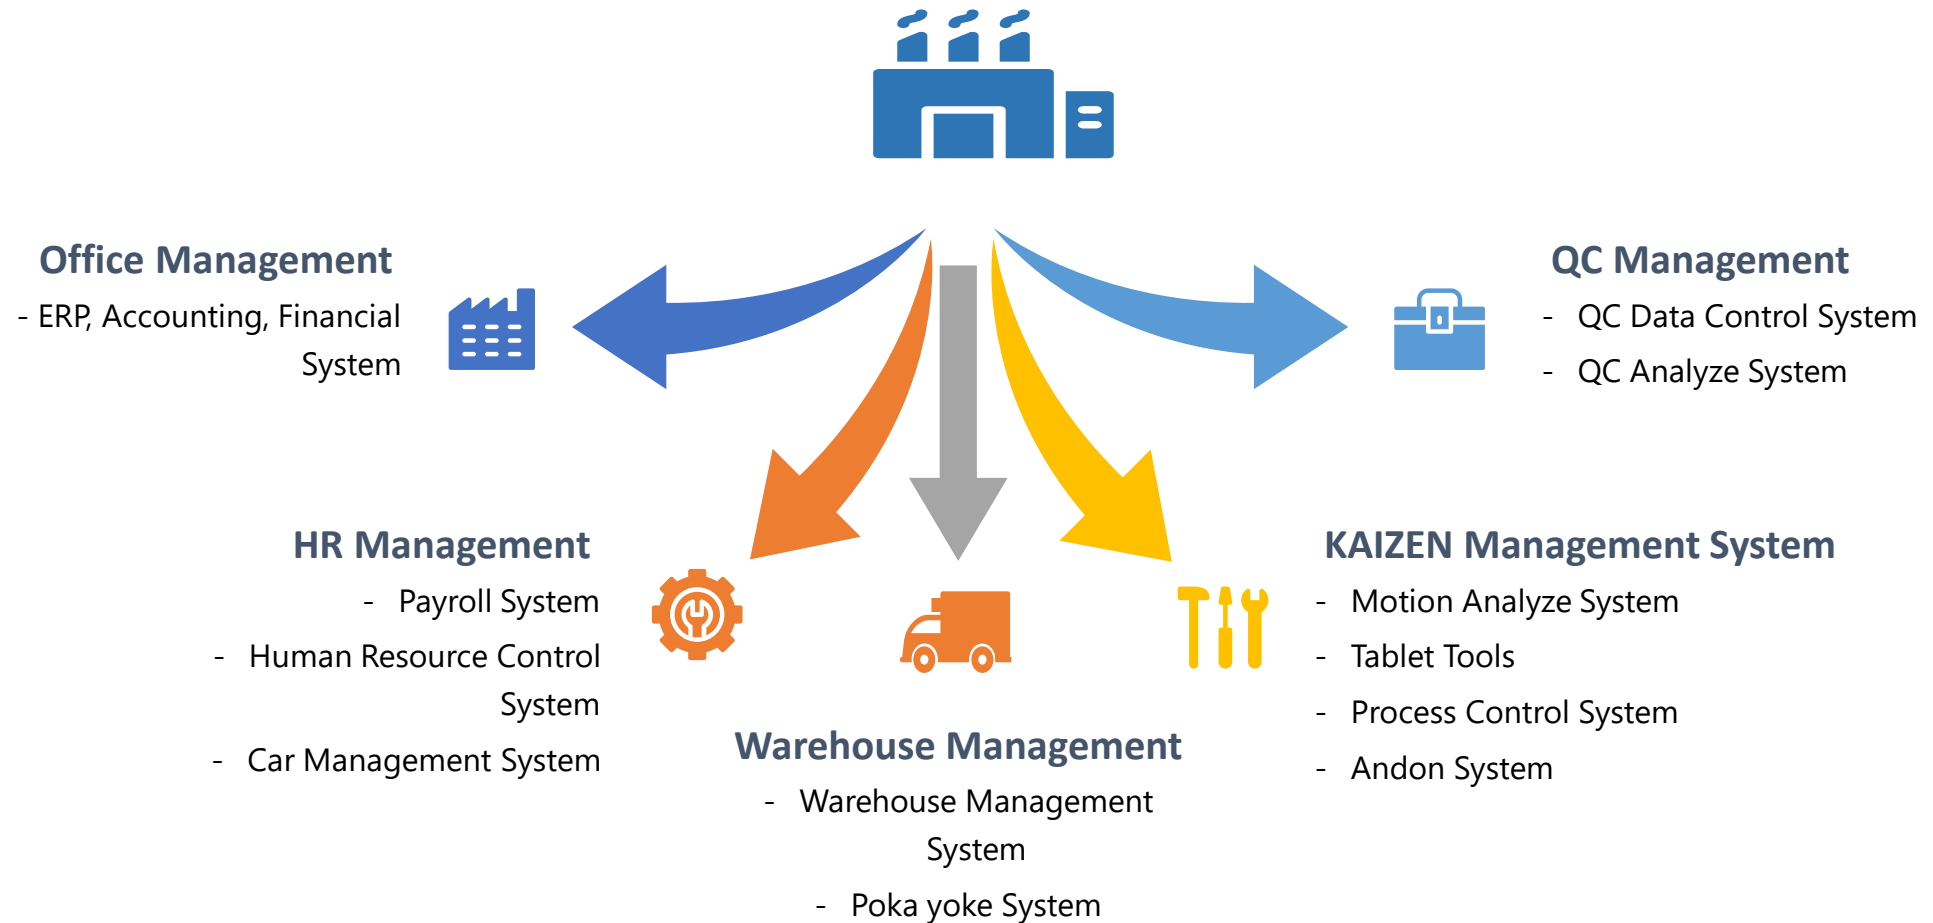 Office Management
- ERP, Accounting, Financial
System
QC Management
- QC Data Control System
- QC Analyze System
HR Management
- Payroll System
- Human Resource Control
System
- Car Management System
Warehouse Management
- Warehouse Management
System
- Poka yoke System
KAIZEN Management System
- Motion Analyze System
- Tablet Tools
- Process Control System
- Andon System